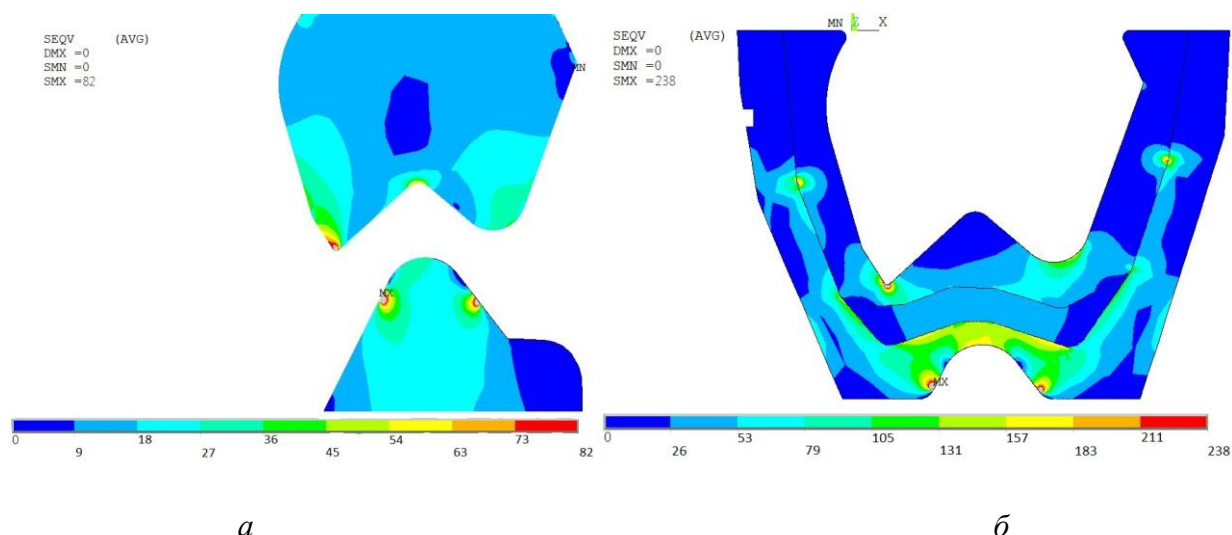 SEQV (AVG)
DMX =0
SMN =0
SMX =82
MN
MX
0 9 18 27 36 45 54 63 73 82
а
MN Z X
SEQV (AVG)
DMX =0
SMN =0
SMX =238
MX
0 26 53 79 105 131 157 183 211 238
б